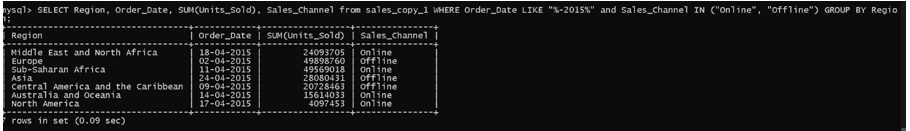 mysql> SELECT Region, Order_Date, SUM(Units_Sold), Sales_Channel from sales_copy_1 WHERE Order_Date LIKE "%-2015%" and Sales_Channel IN ("Online", "Offline") GROUP BY Regio
n;
| Region | Order_Date | SUM(Units_Sold) | Sales_Channel |
| Middle East and North Africa | 18-04-2015 | 24093705 | Online |
| Europe | 02-04-2015 | 49898760 | Offline |
| Sub-Saharan Africa | 11-04-2015 | 49569018 | Online |
| Asia | 24-04-2015 | 28080431 | Offline |
| Central America and the Caribbean | 09-04-2015 | 20728463 | Offline |
| Australia and Oceania | 14-04-2015 | 15614033 | Online |
| North America | 17-04-2015 | 4097453 | Online |
rows in set (0.09 sec)